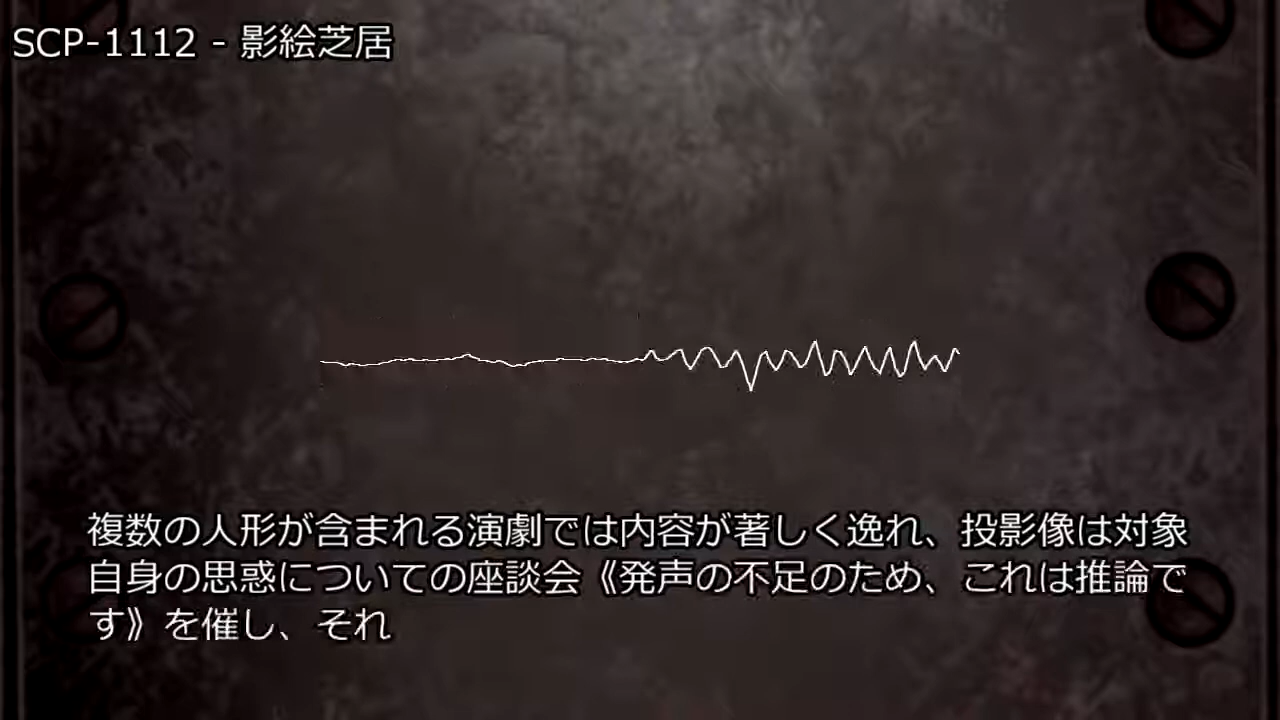 SCP-1112 - 影絵芝居
複数の人形が含まれる演劇では内容が著しく逸れ、投影像は対象
自身の思惑についての座談会《発声の不足のため、これは推論で
す》を催し、それ